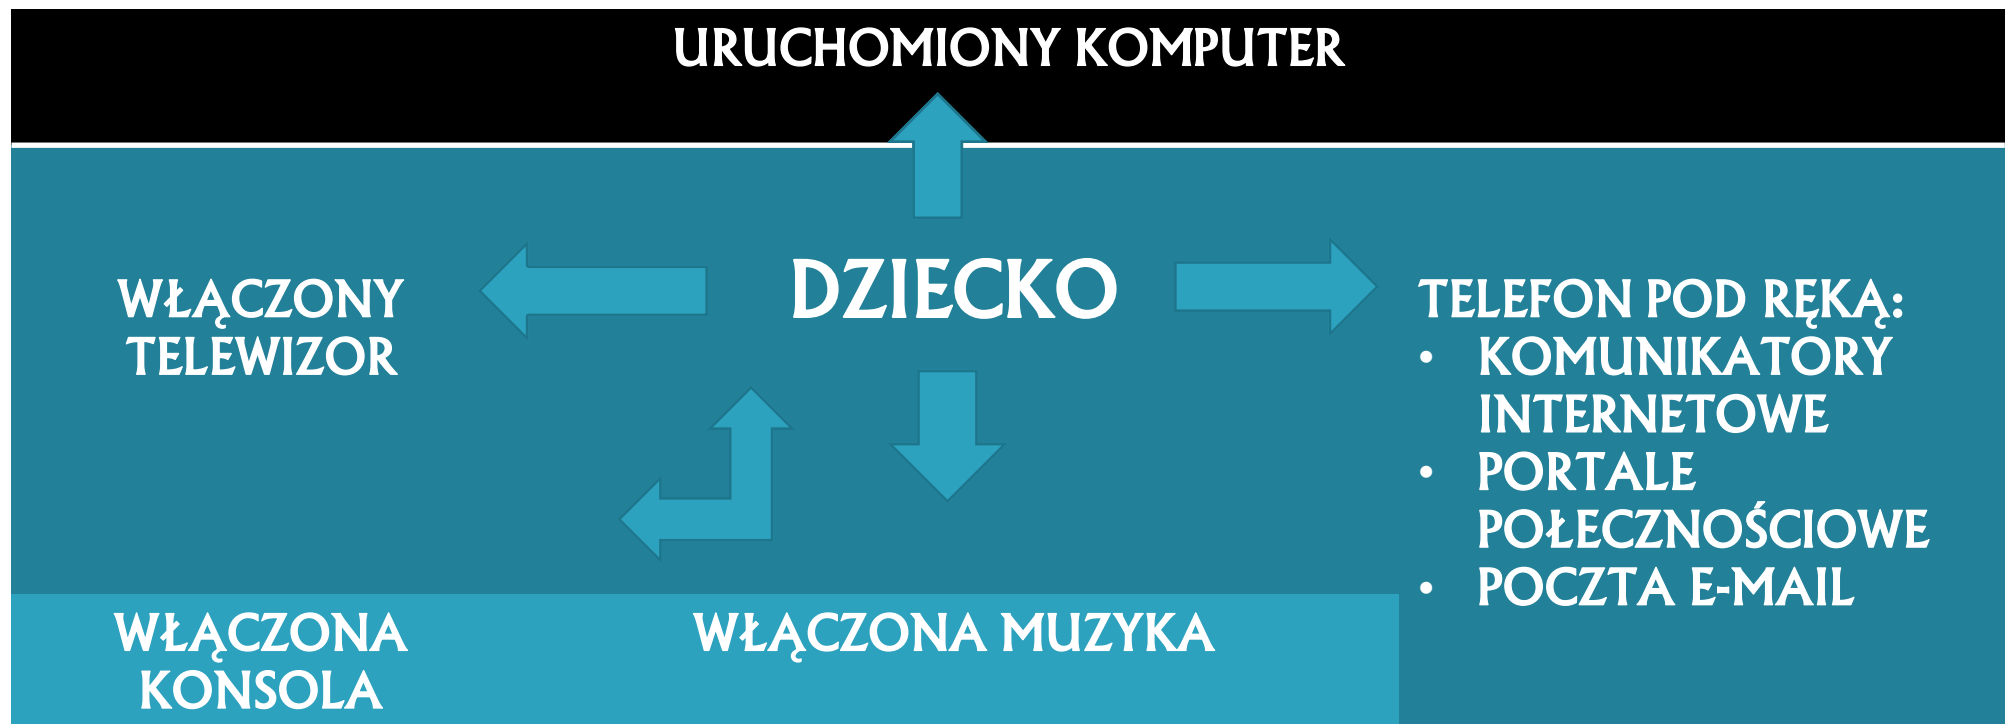 URUCHOMIONY KOMPUTER
WŁĄCZONY
TELEWIZOR
DZIECKO
TELEFON POD RĘKĄ:
• KOMUNIKATORY
INTERNETOWE
• PORTALE
POŁECZNOŚCIOWE
• POCZTA E-MAIL
WŁĄCZONA
KONSOLA
WŁĄCZONA MUZYKA